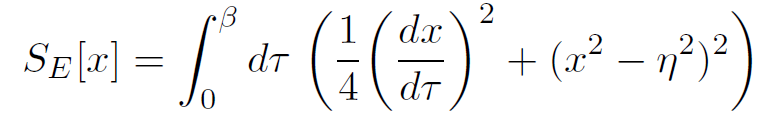 S_E[x] = \int_0^\beta d\tau \left( \frac{1}{4} \left( \frac{dx}{d\tau} \right)^2 + (x^2 - \eta^2)^2 \right)